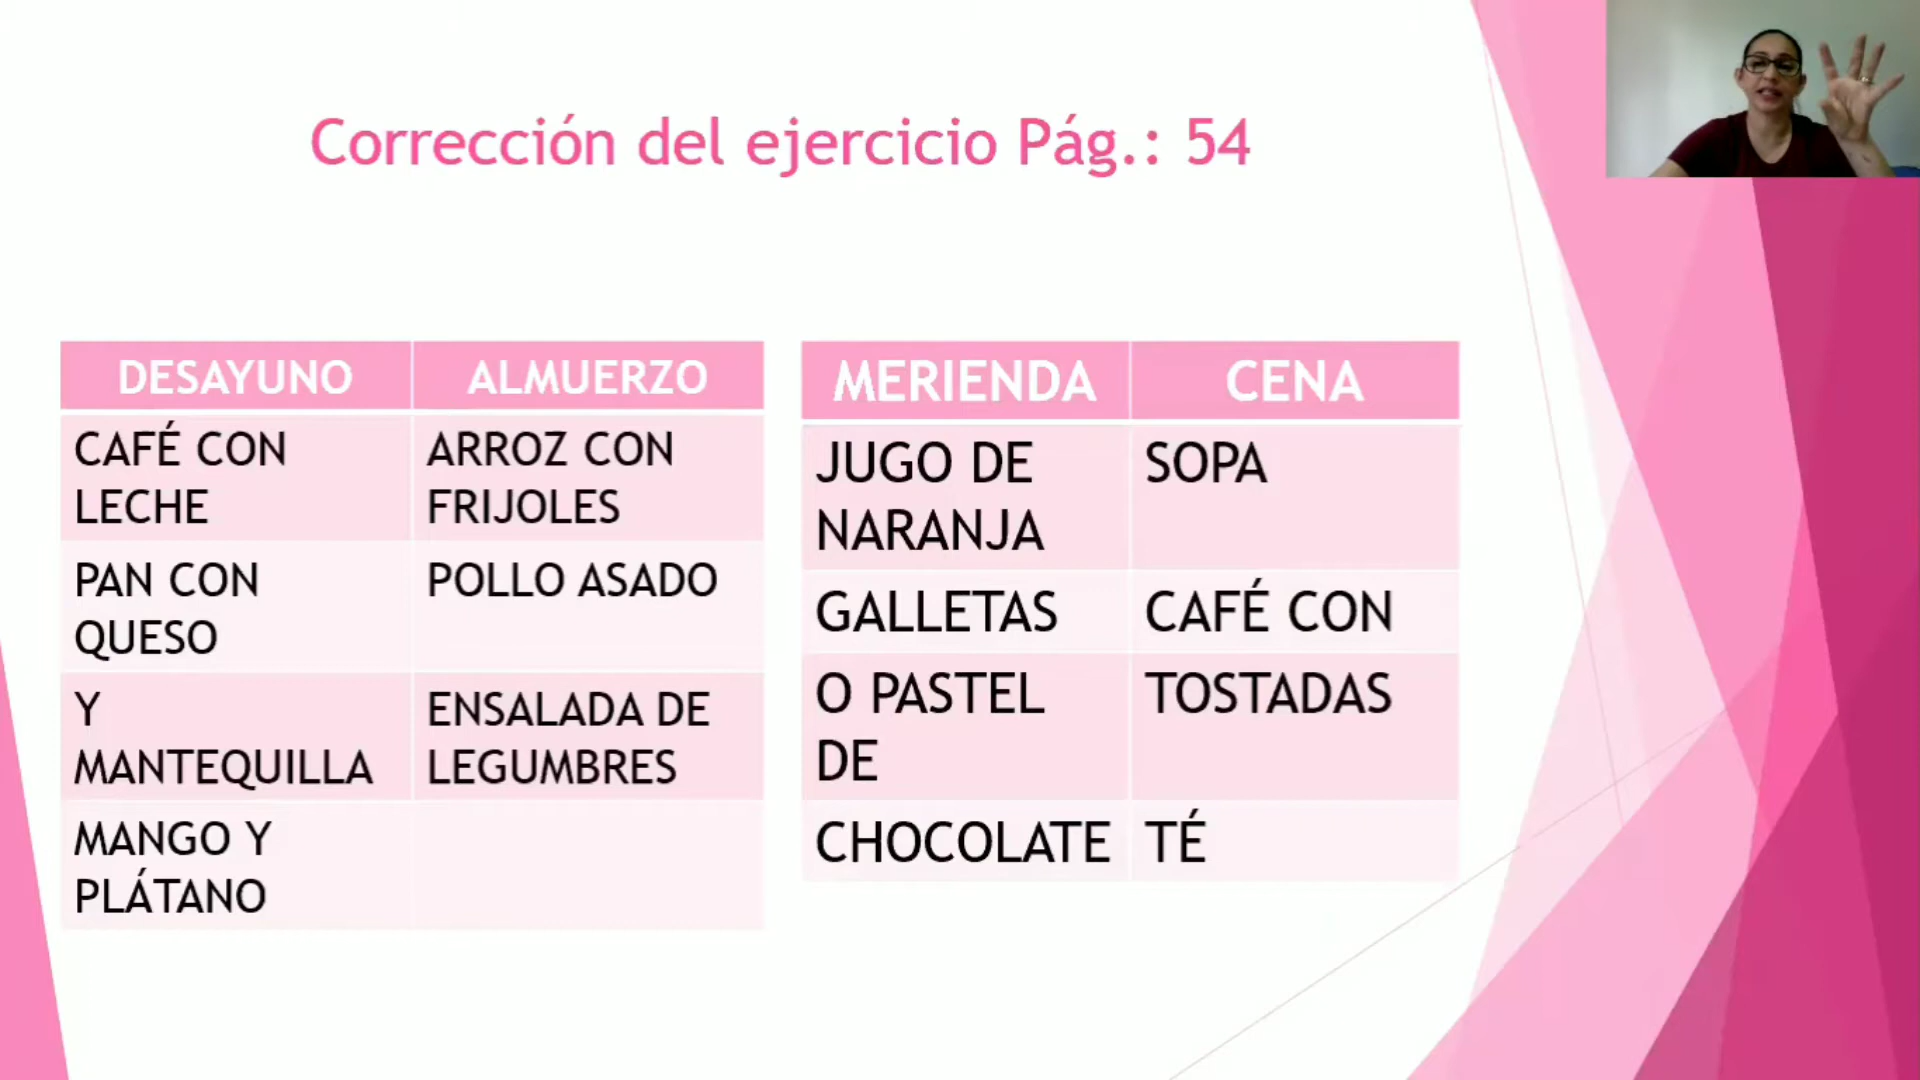 Corrección del ejercicio Pág.: 54
DESAYUNO
ALMUERZO
CAFÉ CON
LECHE
ARROZ CON
FRIJOLES
PAN CON
QUESO
POLLO ASADO
Y
MANTEQUILLA
ENSALADA DE
LEGUMBRES
MANGO Y
PLÁTANO
MERIENDA
CENA
JUGO DE
NARANJA
SOPA
GALLETAS
CAFÉ CON
O PASTEL
DE
TOSTADAS
CHOCOLATE
TÉ